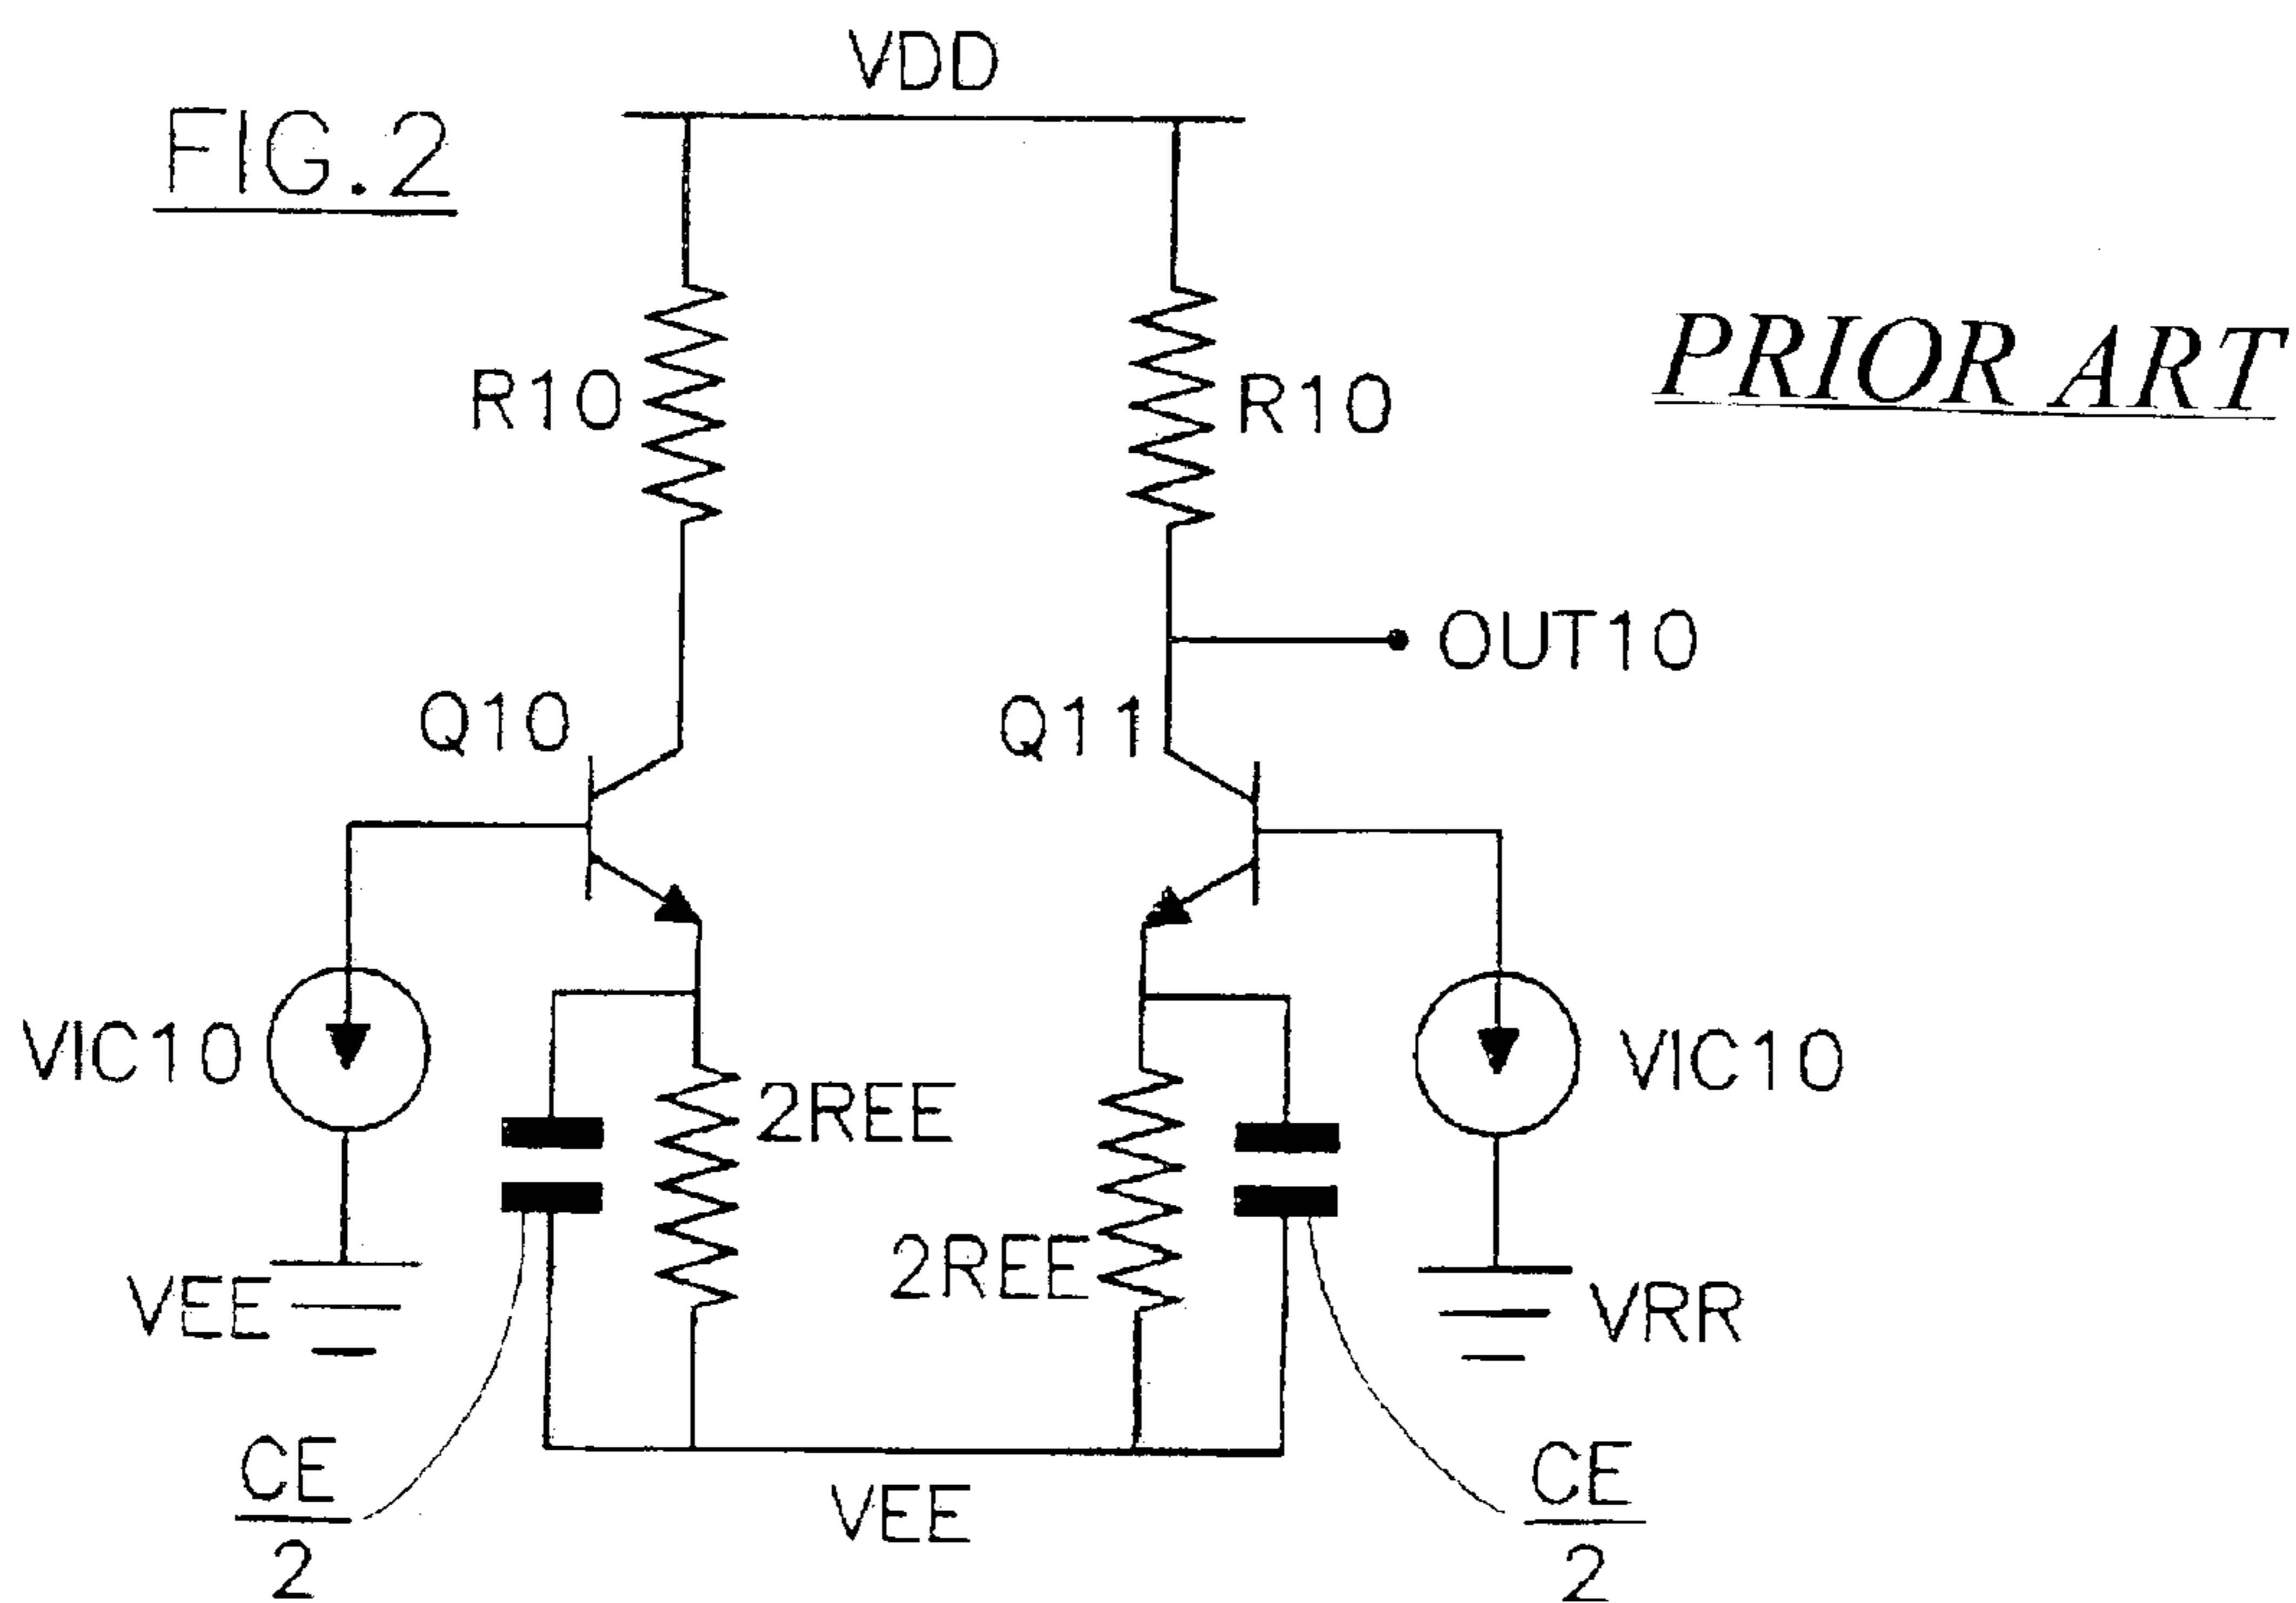 VDD
FIG.2
PRIOR ART
R10
R10
OUT10
Q10
Q11
VIC10
2REE
VIC10
2REE
VEE
VRR
CE
2
VEE
CE
2